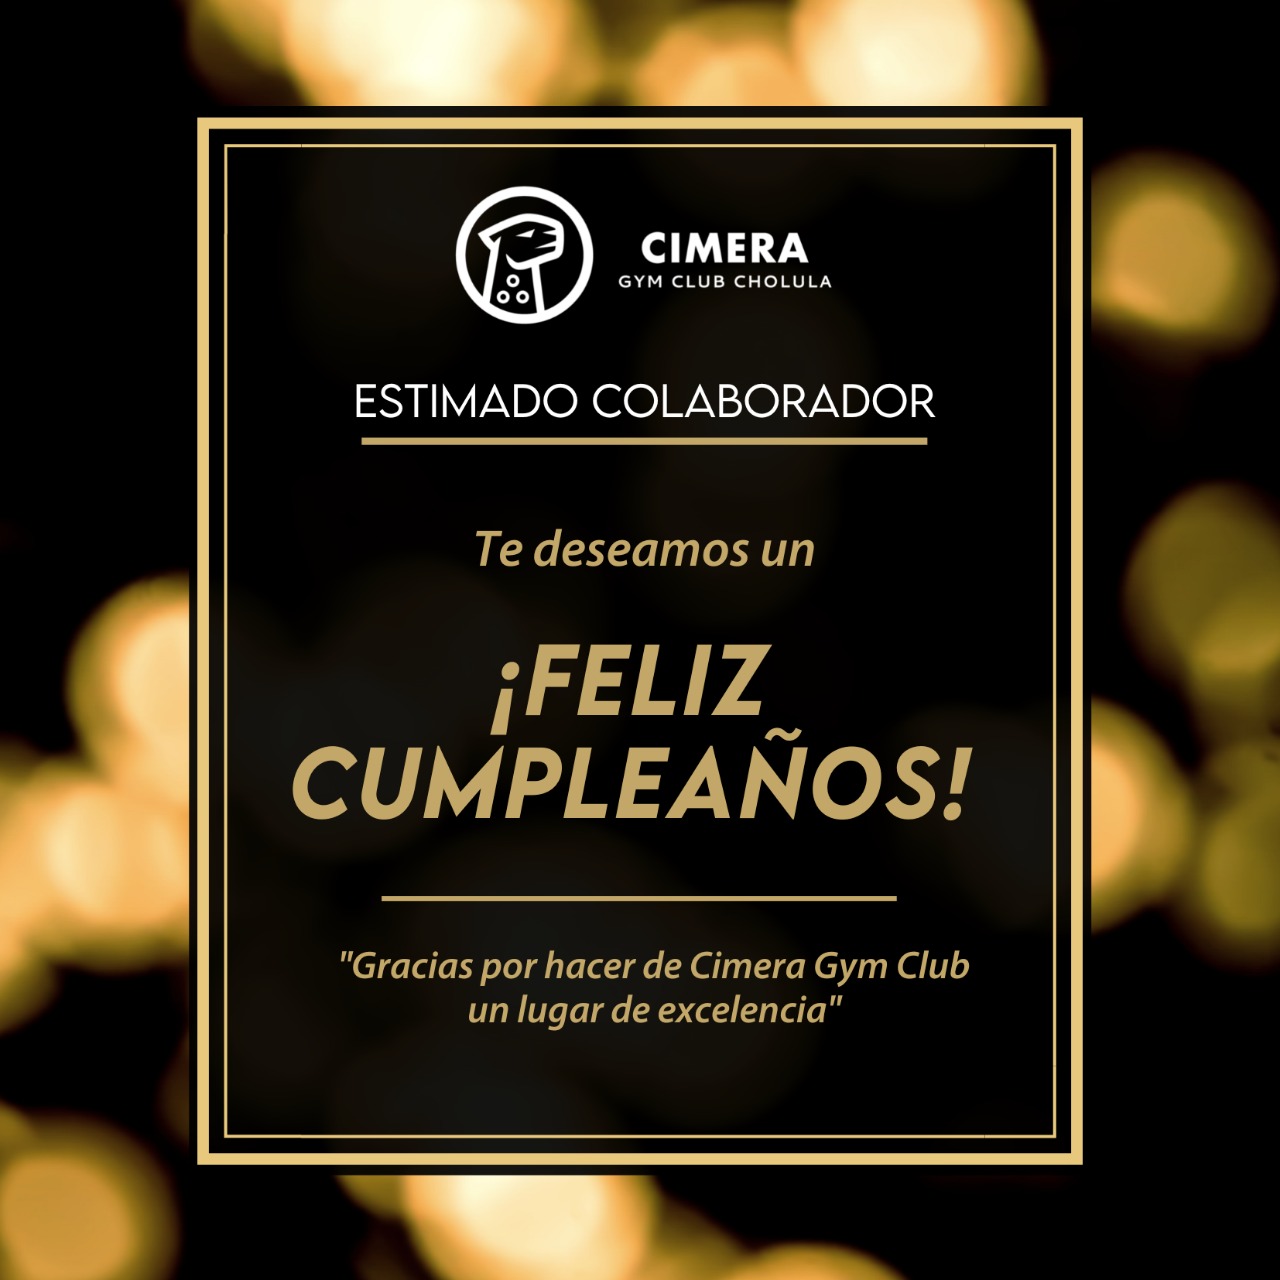 CIMERA
GYM CLUB CHOLULA
ESTIMADO COLABORADOR
Te deseamos un
¡FELIZ
CUMPLEAÑOS!
"Gracias por hacer de Cimera Gym Club
un lugar de excelencia"